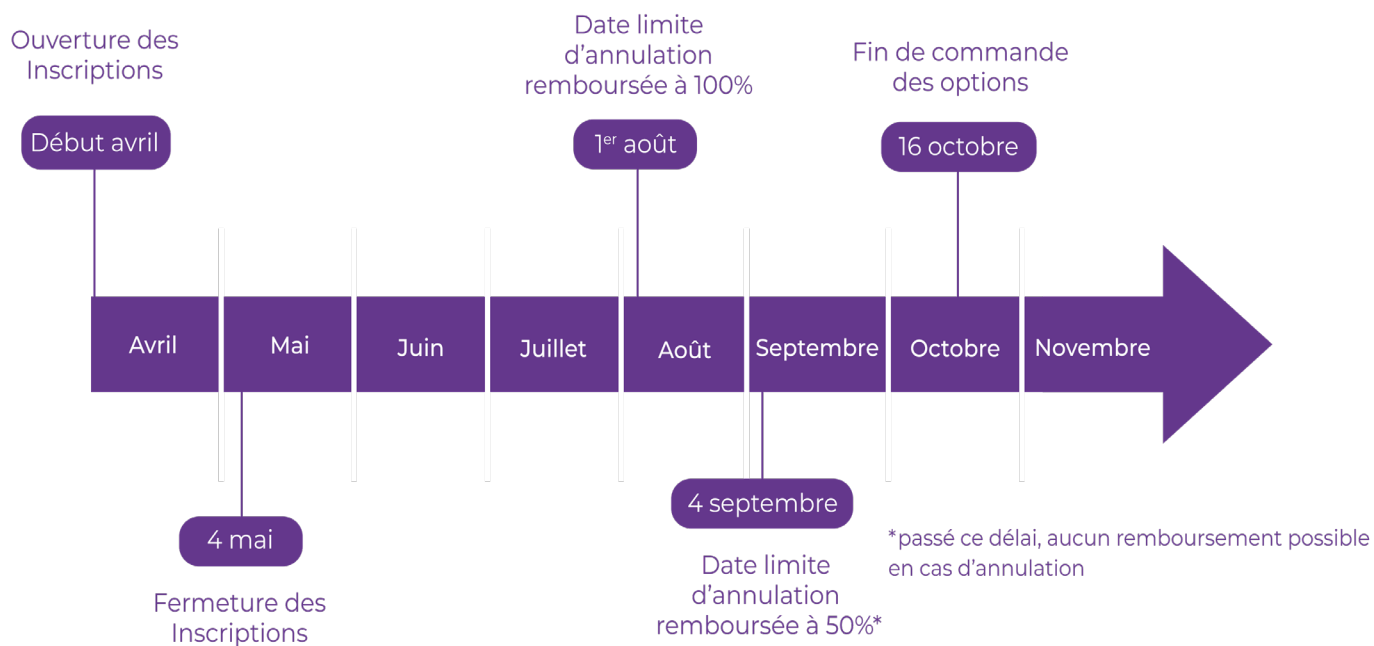 Ouverture des
Inscriptions
Début avril
Date limite
d'annulation
remboursée à 100%
1er août
Fin de commande
des options
16 octobre
Avril
Mai
Juin
Juillet
Août
Septembre
Octobre
Novembre
4 mai
Fermeture des
Inscriptions
4 septembre
Date limite
d'annulation
remboursée à 50%*
*passé ce délai, aucun remboursement possible
en cas d'annulation